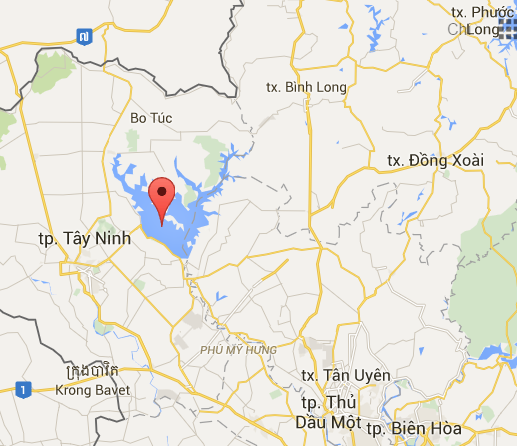 tx. Phước
Long
Ch
tx. Bình Long
Bo Túc
tx. Đồng Xoài
tp. Tây Ninh
PHÚ MỸ HƯNG
ក្រុងបាវិត
Krong Bavet
1
tx. Tân Uyên
tp. Thủ
Dầu Một
tp. Biên Hòa